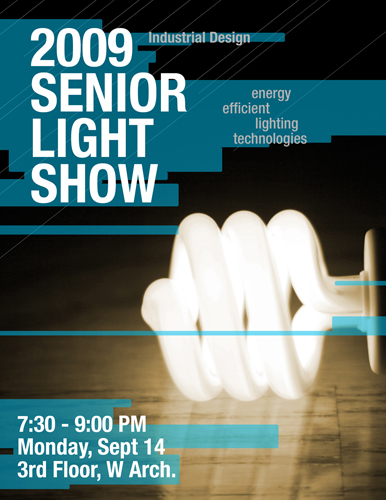 2009
Industrial Design
SENIOR
LIGHT
SHOW
energy
efficient
lighting
technologies
7:30 - 9:00 PM
Monday, Sept 14
3rd Floor, W Arch.